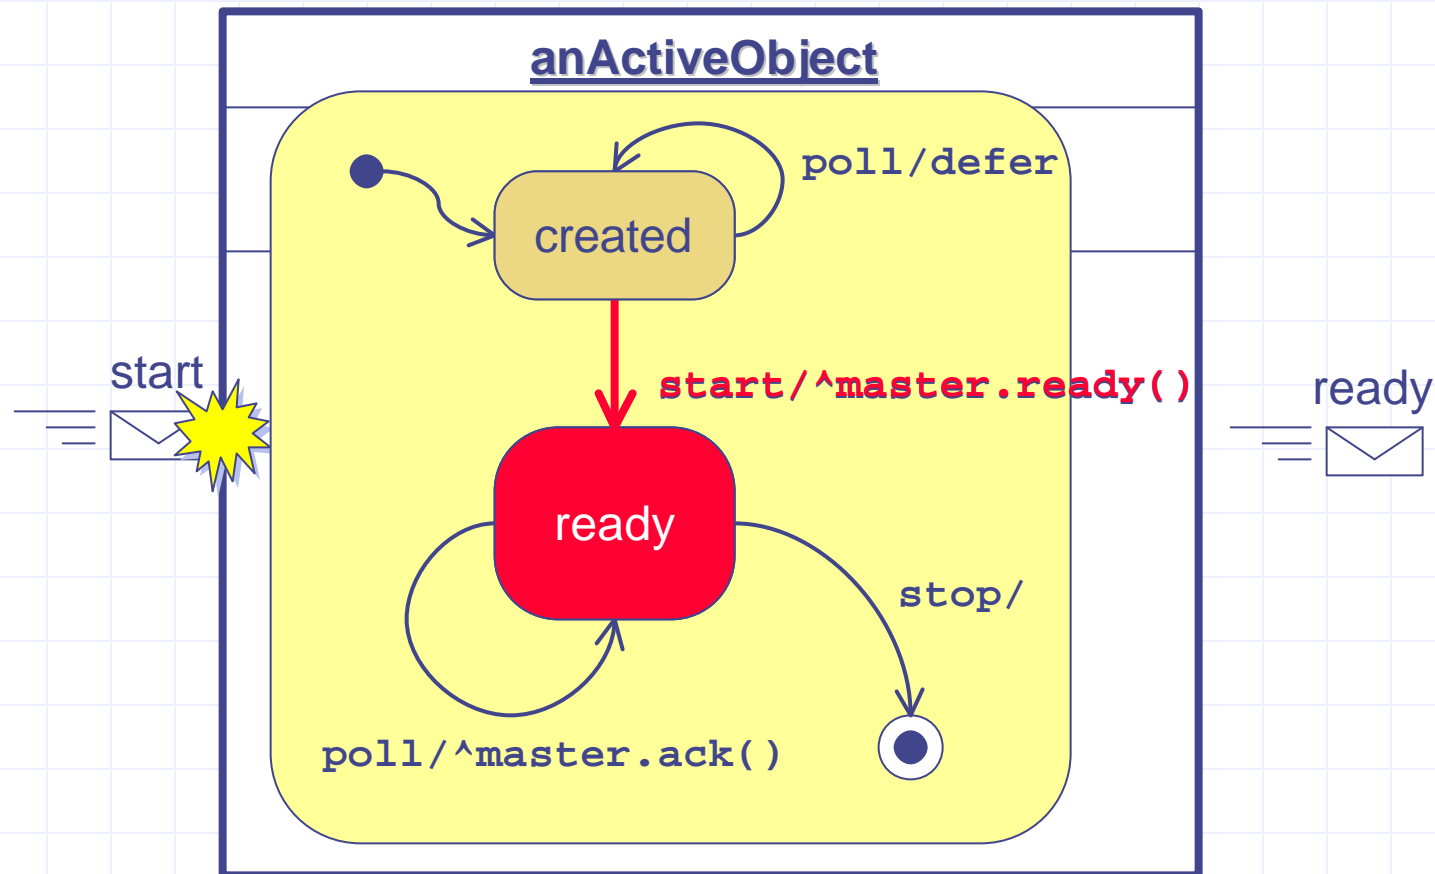 anActiveObject
poll/defer
created
start
start/^master.ready()
ready
ready
stop/
poll/^master.ack()